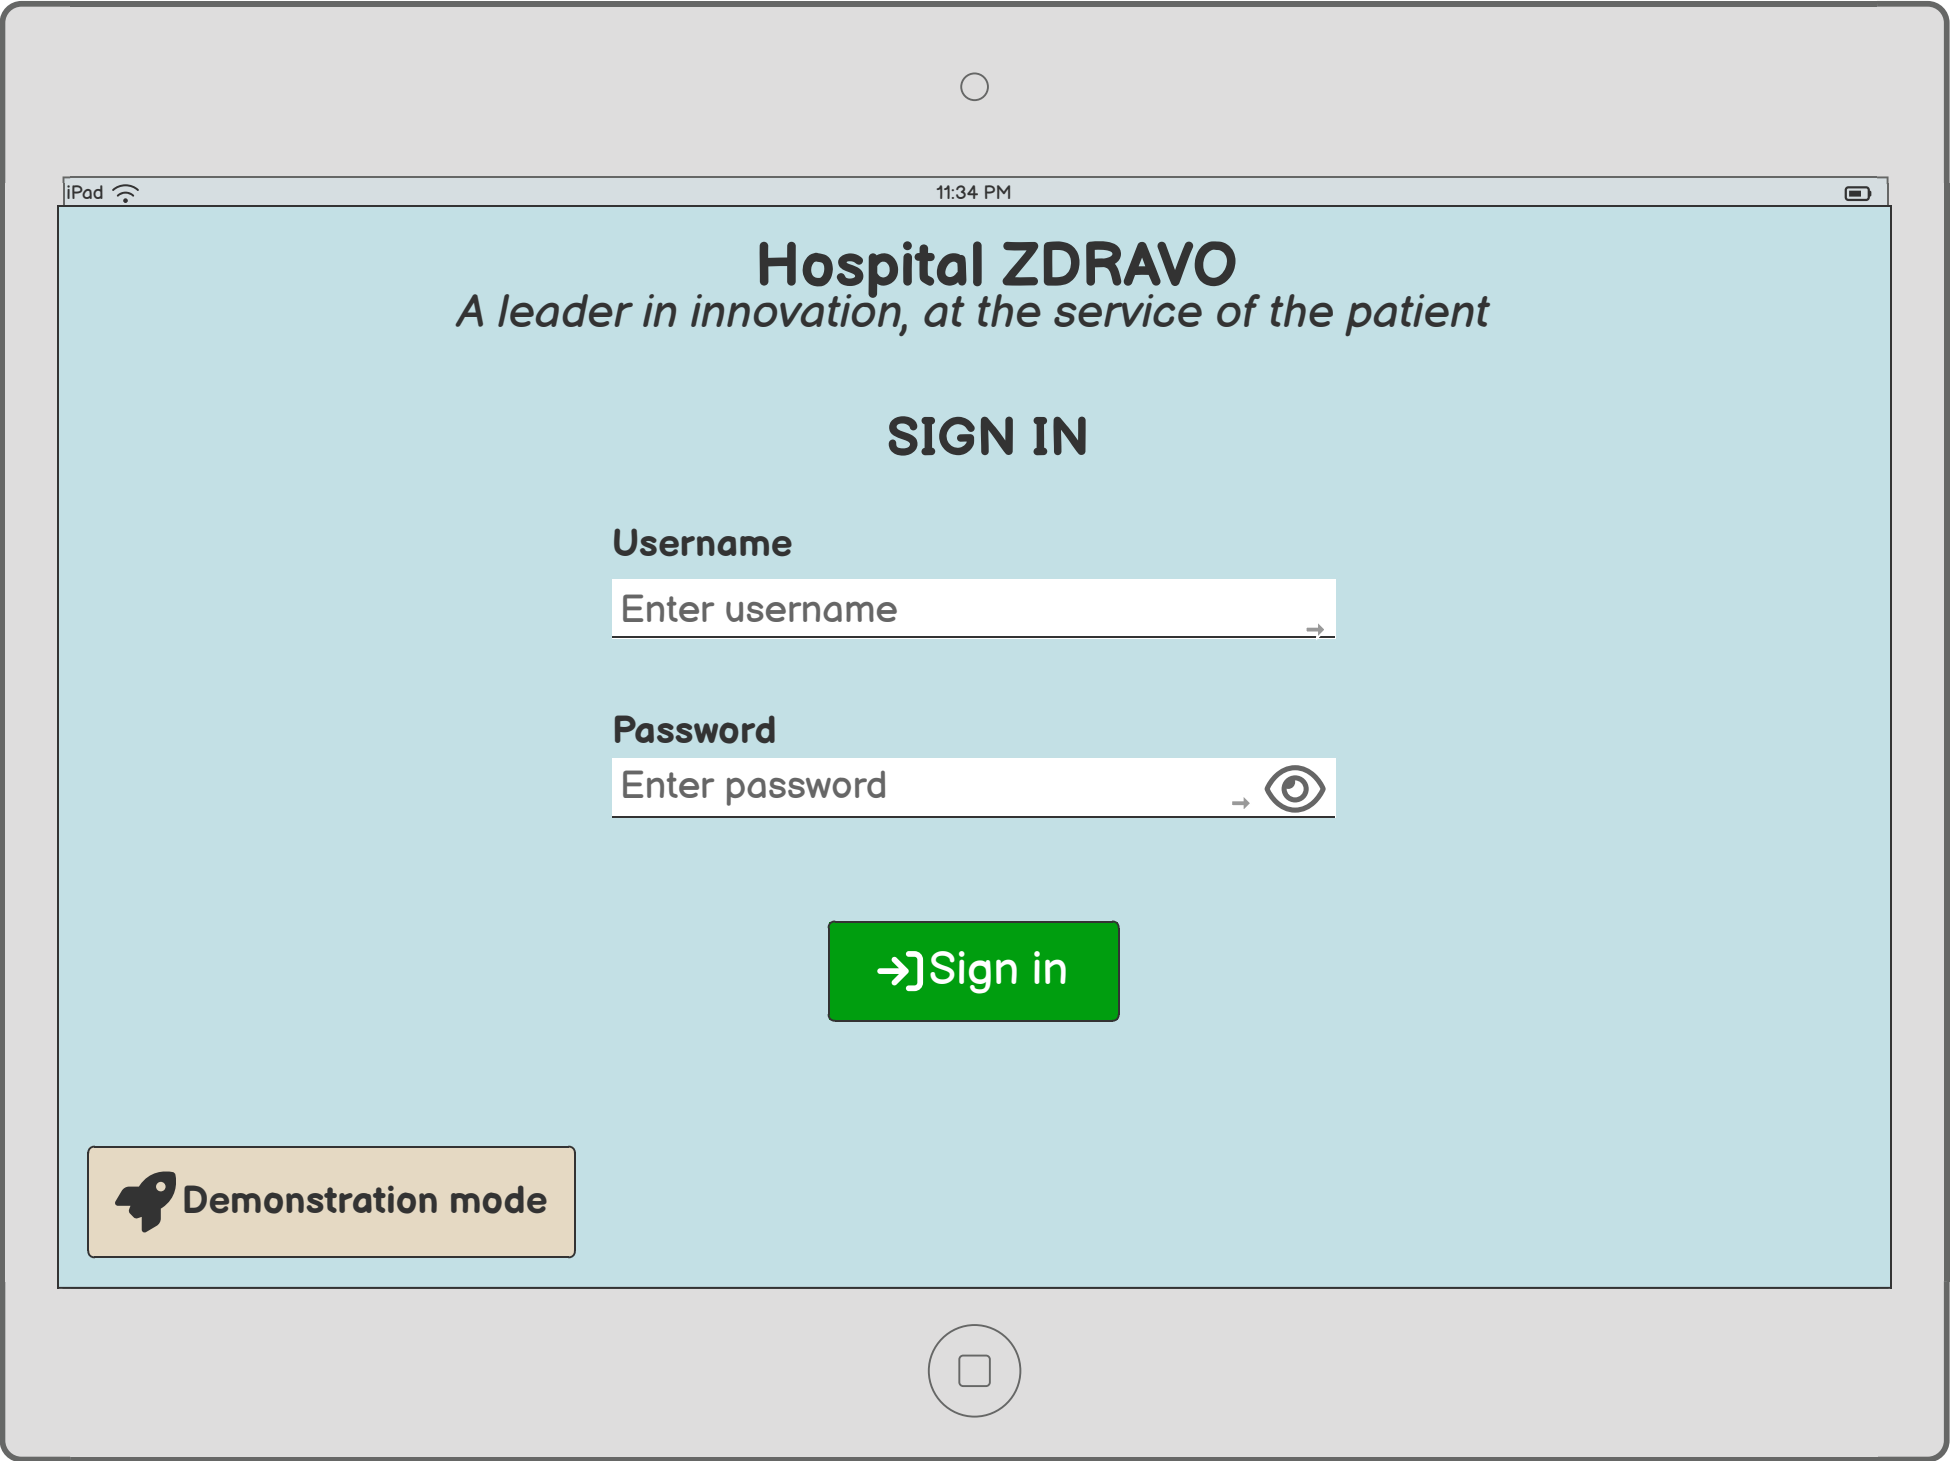 iPad
11:34 PM
Hospital ZDRAVO
A leader in innovation, at the service of the patient
SIGN IN
Username
Enter username
Password
Enter password
Sign in
Demonstration mode